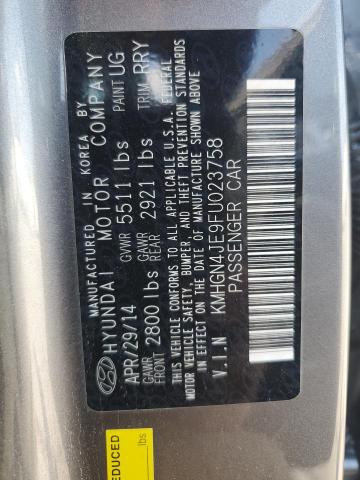 MANUFACTURED IN KOREA BY
HYUNDAI MOTOR COMPANY
APR/29/14 GVWR 5511 lbs PAINT UG
GAWR FRONT 2800 lbs GAWR REAR 2921 lbs TRIM RRY
THIS VEHICLE CONFORMS TO ALL APPLICABLE U.S.A. FEDERAL
MOTOR VEHICLE SAFETY, BUMPER, AND THEFT PREVENTION STANDARDS
IN EFFECT ON THE DATE OF MANUFACTURE SHOWN ABOVE
V.I.N KMHGN4JE9FU023758
PASSENGER CAR
EDUCED
lbs